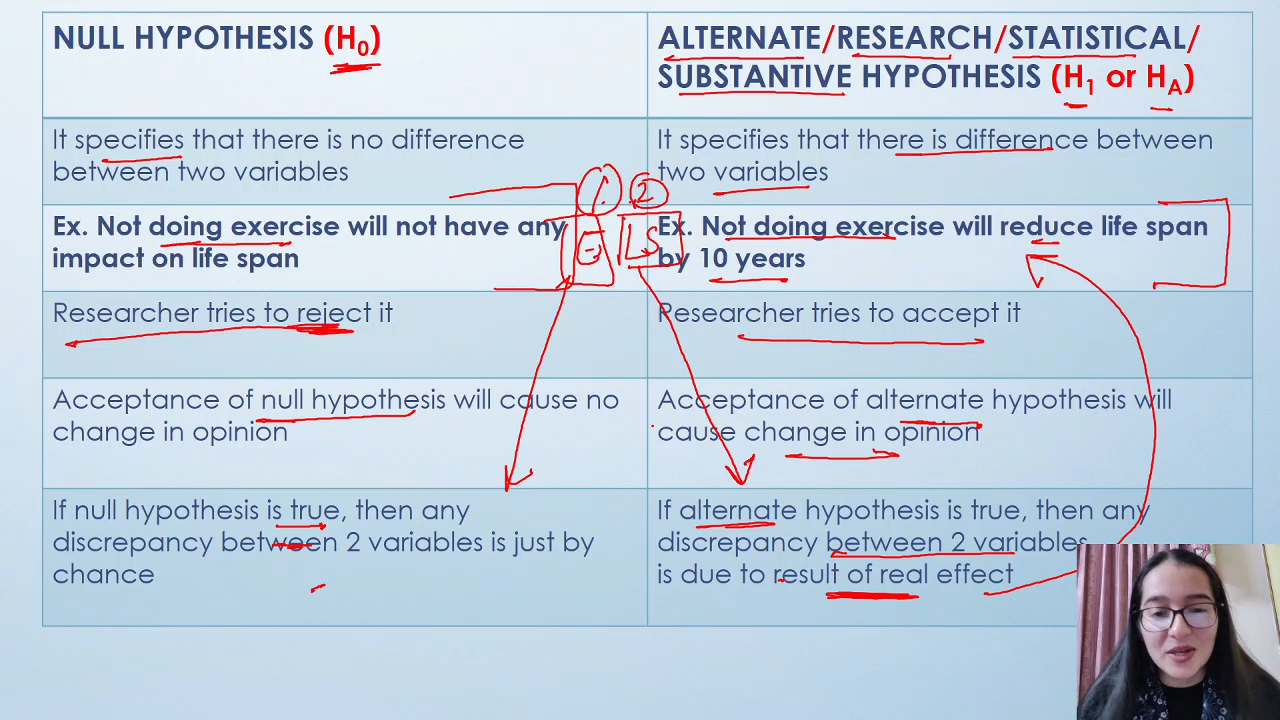 NULL HYPOTHESIS (H₀)
ALTERNATE/RESEARCH/STATISTICAL/
SUBSTANTIVE HYPOTHESIS (H₁ or Hₐ)
It specifies that there is no difference
between two variables
It specifies that there is difference between
two variables
1 2
E LS
Ex. Not doing exercise will not have any
impact on life span
Ex. Not doing exercise will reduce life span
by 10 years
Researcher tries to reject it
Researcher tries to accept it
Acceptance of null hypothesis will cause no
change in opinion
Acceptance of alternate hypothesis will
cause change in opinion
If null hypothesis is true, then any
discrepancy between 2 variables is just by
chance
If alternate hypothesis is true, then any
discrepancy between 2 variables
is due to result of real effect